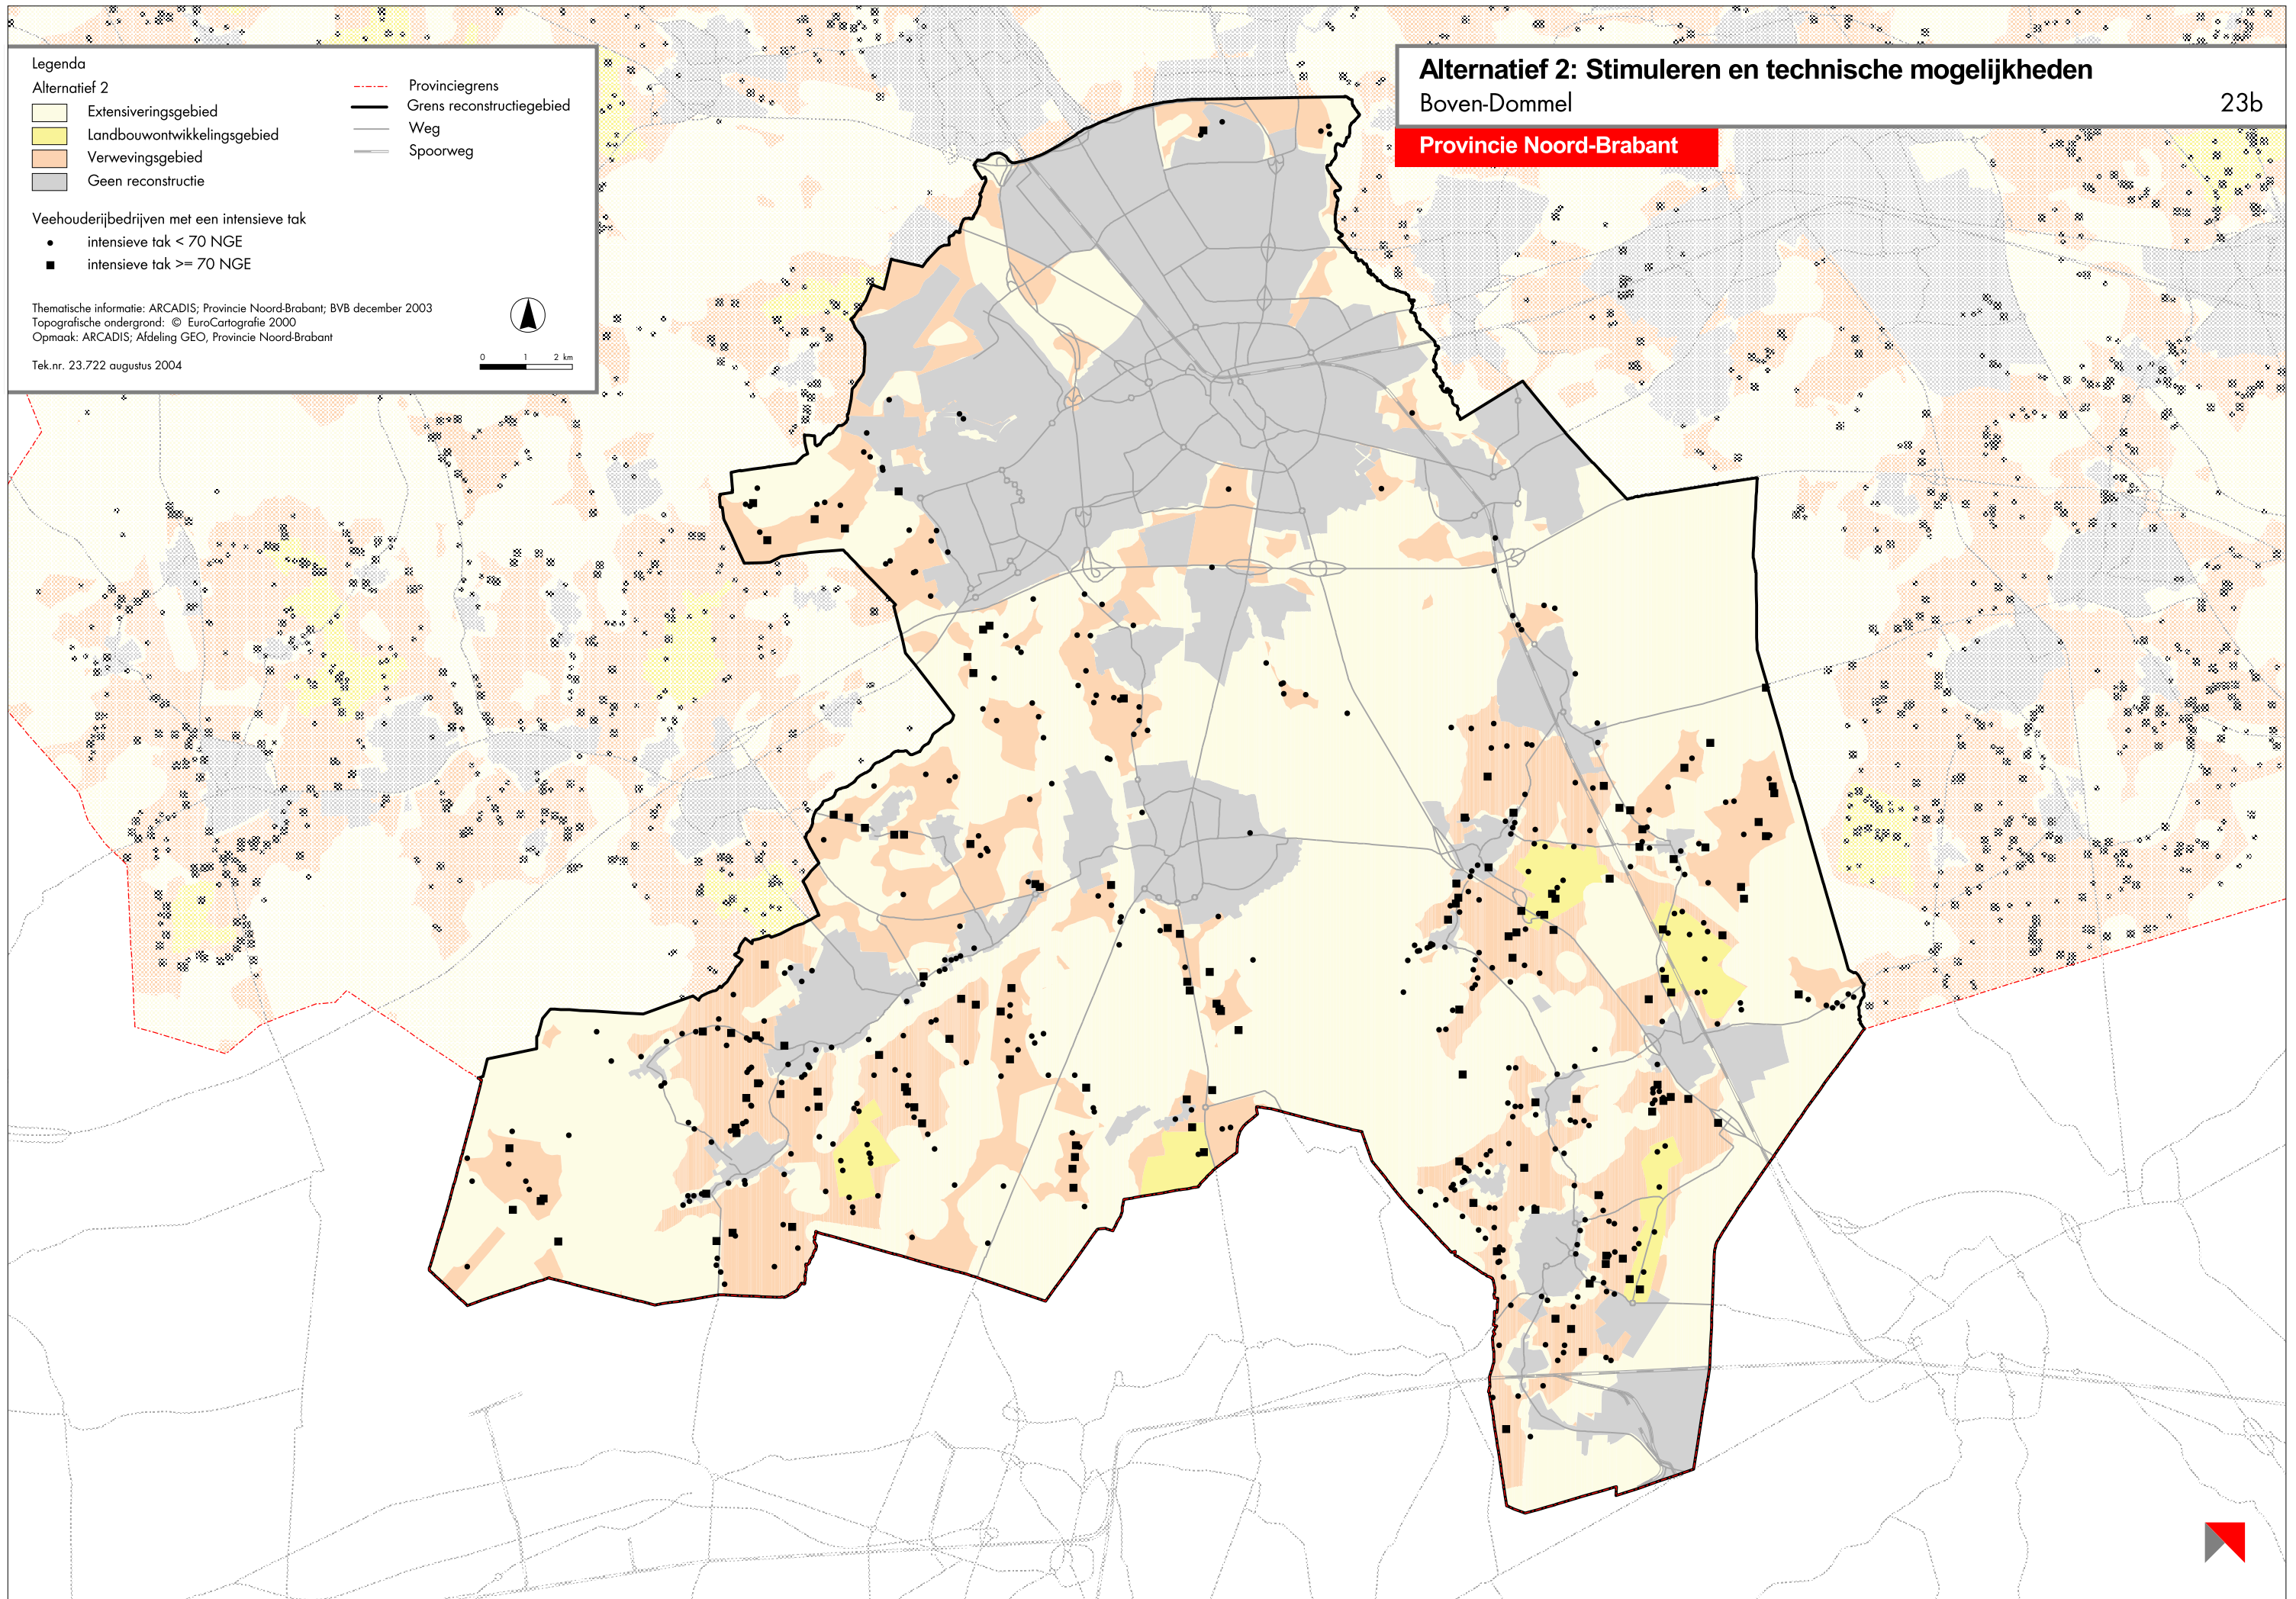 Legenda
Alternatief 2
Extensiveringsgebied
Landbouwontwikkelingsgebied
Verwevingsgebied
Geen reconstructie
Provinciegrens
Grens reconstructiegebied
Weg
Spoorweg
Veehouderijbedrijven met een intensieve tak
intensieve tak < 70 NGE
intensieve tak >= 70 NGE
Thematische informatie: ARCADIS; Provincie Noord-Brabant; BVB december 2003
Topografische ondergrond: © EuroCartografie 2000
Opmaak: ARCADIS; Afdeling GEO, Provincie Noord-Brabant
Tek.nr. 23.722 augustus 2004
0 1 2 km
Alternatief 2: Stimuleren en technische mogelijkheden
Boven-Dommel 23b
Provincie Noord-Brabant